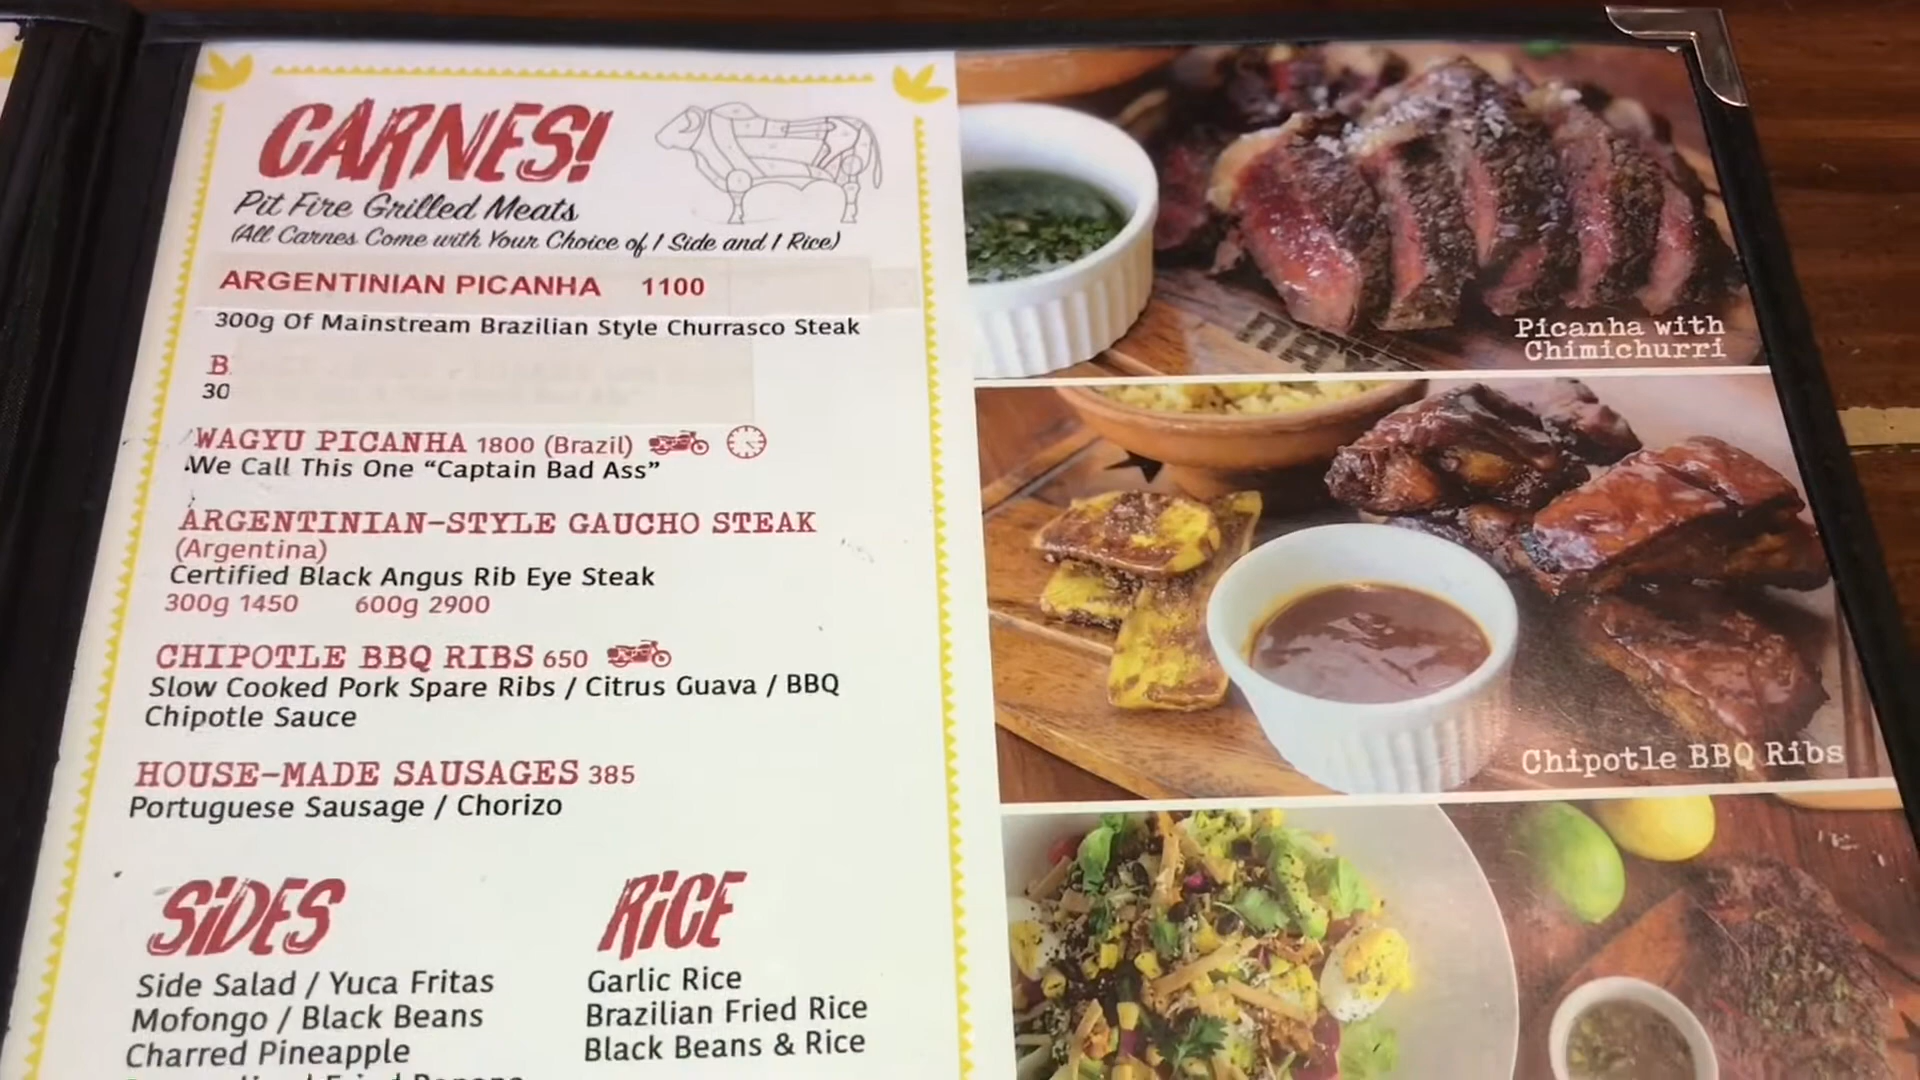 CARNES!
Pit Fire Grilled Meats
(All Carnes Come with Your Choice of 1 Side and 1 Rice)
ARGENTINIAN PICANHA 1100
300g Of Mainstream Brazilian Style Churrasco Steak
B
30
WAGYU PICANHA 1800 (Brazil)
We Call This One “Captain Bad Ass”
ARGENTINIAN-STYLE GAUCHO STEAK
(Argentina)
Certified Black Angus Rib Eye Steak
300g 1450 600g 2900
CHIPOTLE BBQ RIBS 650
Slow Cooked Pork Spare Ribs / Citrus Guava / BBQ
Chipotle Sauce
HOUSE-MADE SAUSAGES 385
Portuguese Sausage / Chorizo
SiDES
Side Salad / Yuca Fritas
Mofongo / Black Beans
Charred Pineapple
RiCE
Garlic Rice
Brazilian Fried Rice
Black Beans & Rice
Picanha with
Chimichurri
Chipotle BBQ Ribs